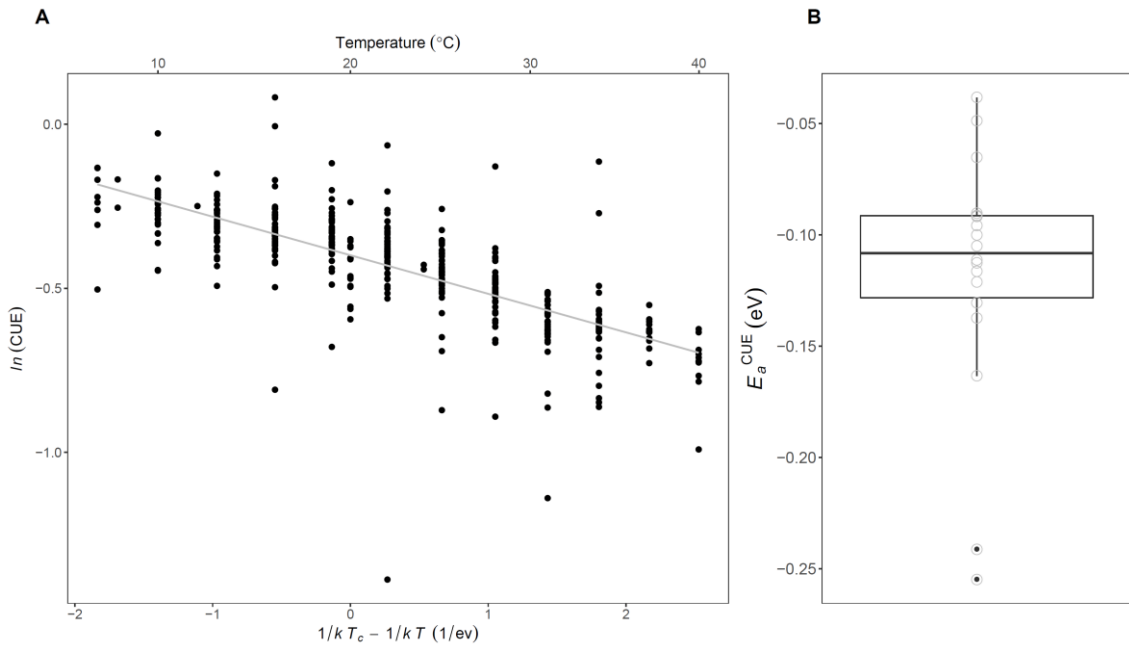 A
Temperature (°C)
10 20 30 40
0.0
−0.5
−1.0
ln (CUE)
−2 −1 0 1 2
1/k T_c − 1/k T (1/ev)
B
−0.05
−0.10
−0.15
−0.20
−0.25
E_a^CUE (eV)